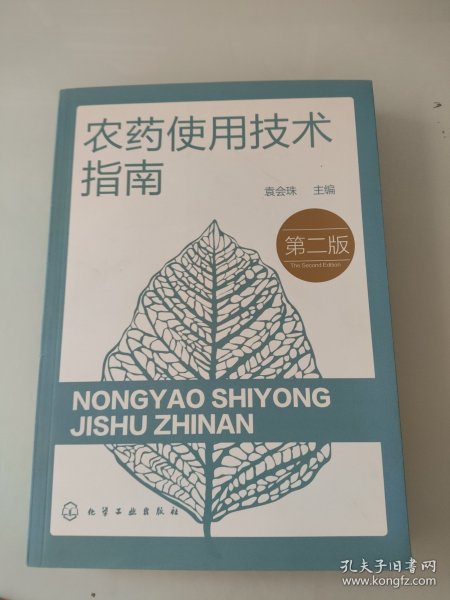 农药使用技术
指南
袁会珠 主编
第二版
The Second Edition
NONGYAO SHIYONG
JISHU ZHINAN
化学工业出版社
孔夫子旧书网
www.kongfz.com